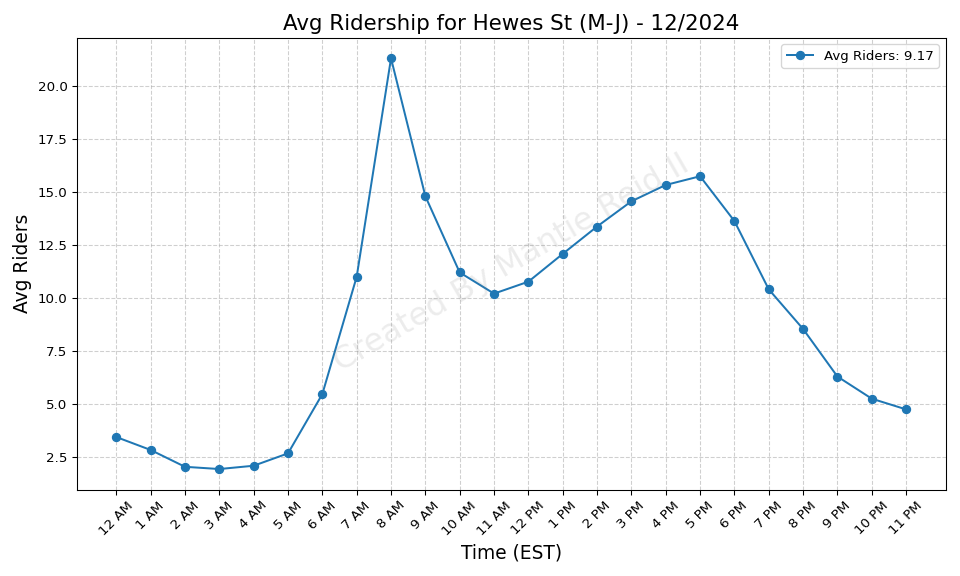 Avg Ridership for Hewes St (M-J) - 12/2024
Avg Riders: 9.17
Avg Riders
20.0
17.5
15.0
12.5
10.0
7.5
5.0
2.5
Created By Mantie Reid II
12 AM
1 AM
2 AM
3 AM
4 AM
5 AM
6 AM
7 AM
8 AM
9 AM
10 AM
11 AM
12 PM
1 PM
2 PM
3 PM
4 PM
5 PM
6 PM
7 PM
8 PM
9 PM
10 PM
11 PM
Time (EST)